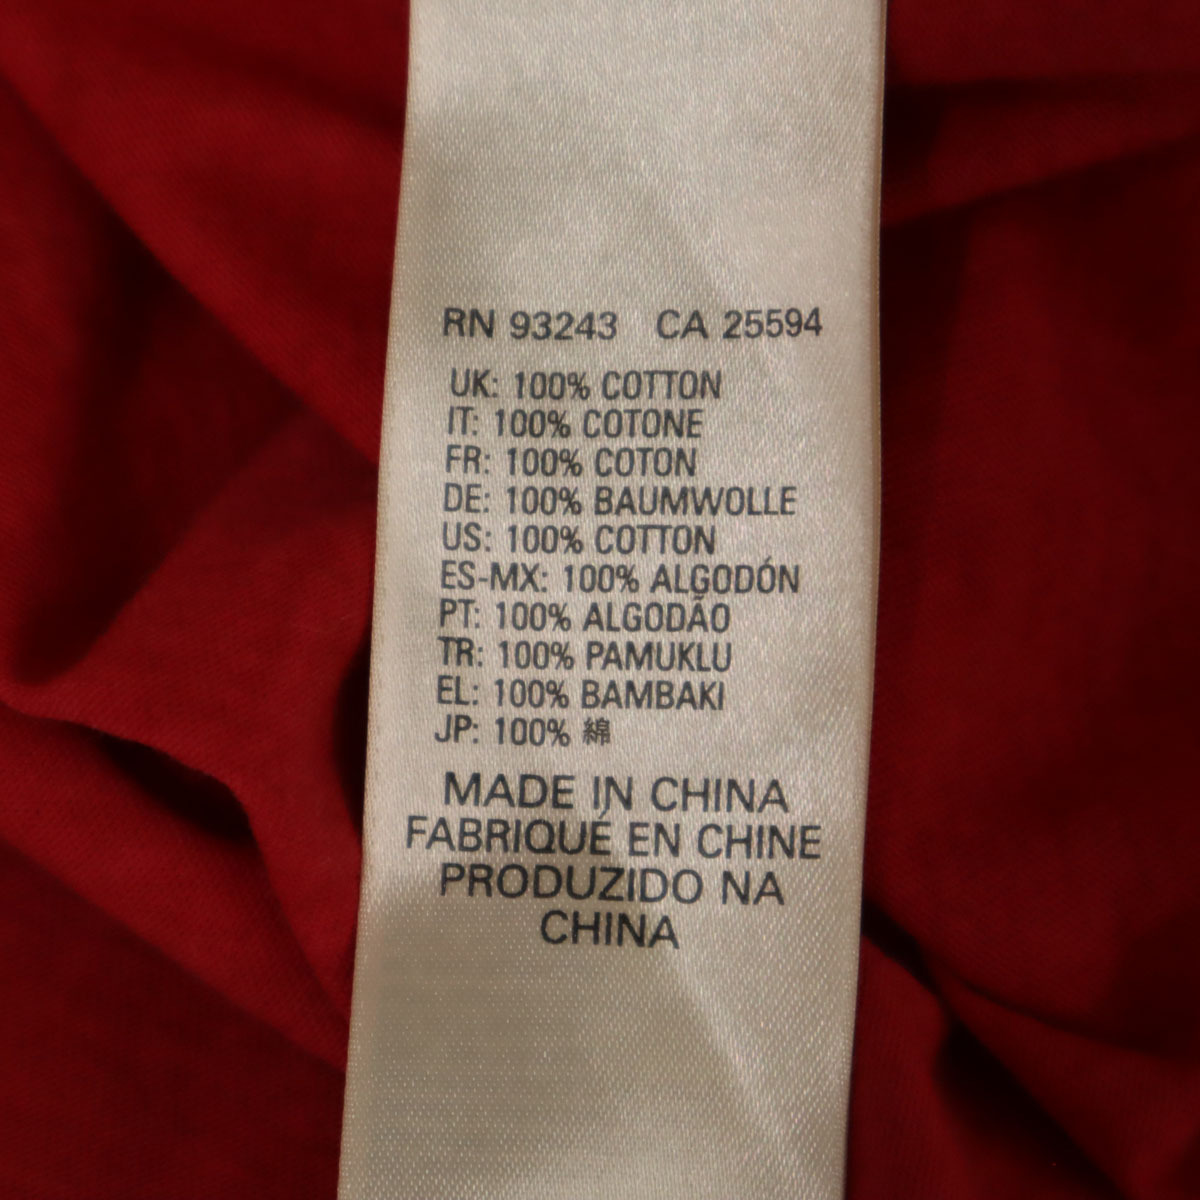 RN 93243 CA 25594
UK: 100% COTTON
IT: 100% COTONE
FR: 100% COTON
DE: 100% BAUMWOLLE
US: 100% COTTON
ES-MX: 100% ALGODÓN
PT: 100% ALGODÃO
TR: 100% PAMUKLU
EL: 100% BAMBAKI
JP: 100% 綿
MADE IN CHINA
FABRIQUÉ EN CHINE
PRODUZIDO NA
CHINA